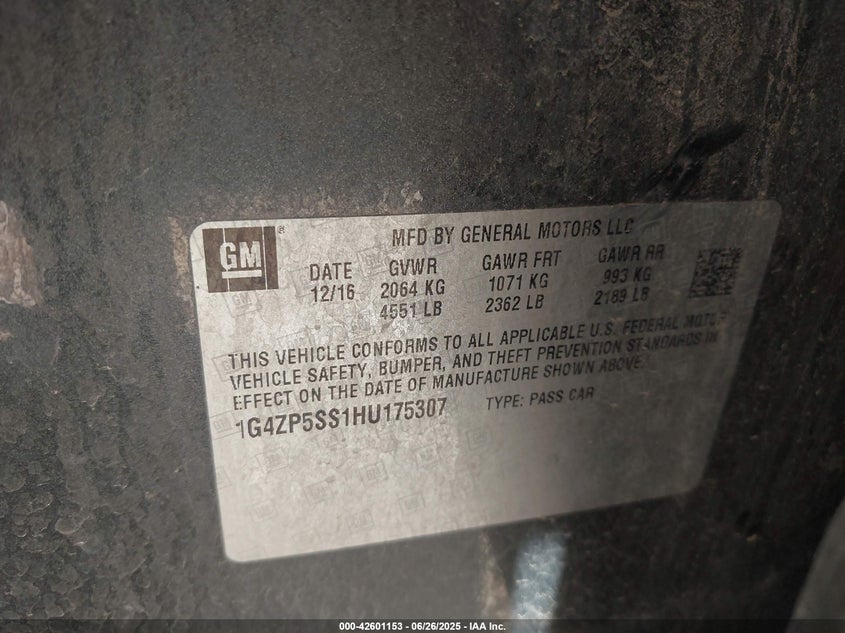 GM ®
MFD BY GENERAL MOTORS LLC
DATE GVWR GAWR FRT GAWR RR
12/16 2064 KG 1071 KG 993 KG
4551 LB 2362 LB 2189 LB
THIS VEHICLE CONFORMS TO ALL APPLICABLE U.S. FEDERAL MOTOR
VEHICLE SAFETY, BUMPER, AND THEFT PREVENTION STANDARDS IN
EFFECT ON THE DATE OF MANUFACTURE SHOWN ABOVE.
1G4ZP5SS1HU175307 TYPE: PASS CAR
000-42601153 - 06/26/2025 - IAA Inc.